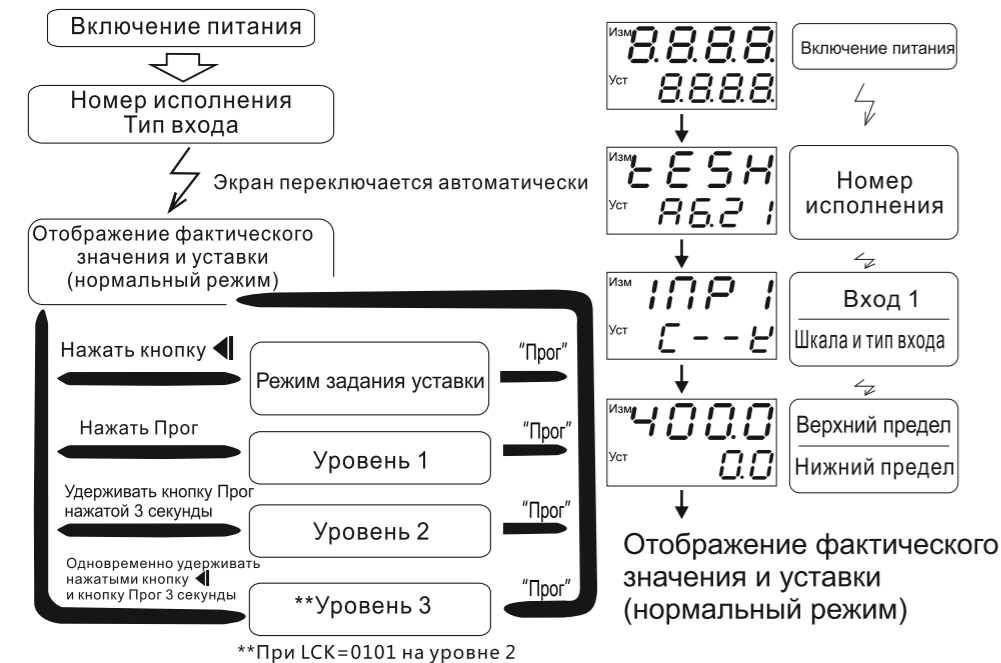 Включение питания
Номер исполнения
Тип входа
Экран переключается автоматически
Отображение фактического
значения и уставки
(нормальный режим)
Нажать кнопку
Режим задания уставки
"Прог"
Нажать Прог
Уровень 1
"Прог"
Удерживать кнопку Прог
нажатой 3 секунды
Уровень 2
"Прог"
Одновременно удерживать
нажатыми кнопку
и кнопку Прог 3 секунды
**Уровень 3
"Прог"
**При LCK=0101 на уровне 2
Изм 8.8.8.8.
Уст 8.8.8.8.
Включение питания
Изм tESH
Уст A6.21
Номер
исполнения
Изм INP1
Уст C--K
Вход 1
Шкала и тип входа
Изм 400.0
Уст 0.0
Верхний предел
Нижний предел
Отображение фактического
значения и уставки
(нормальный режим)